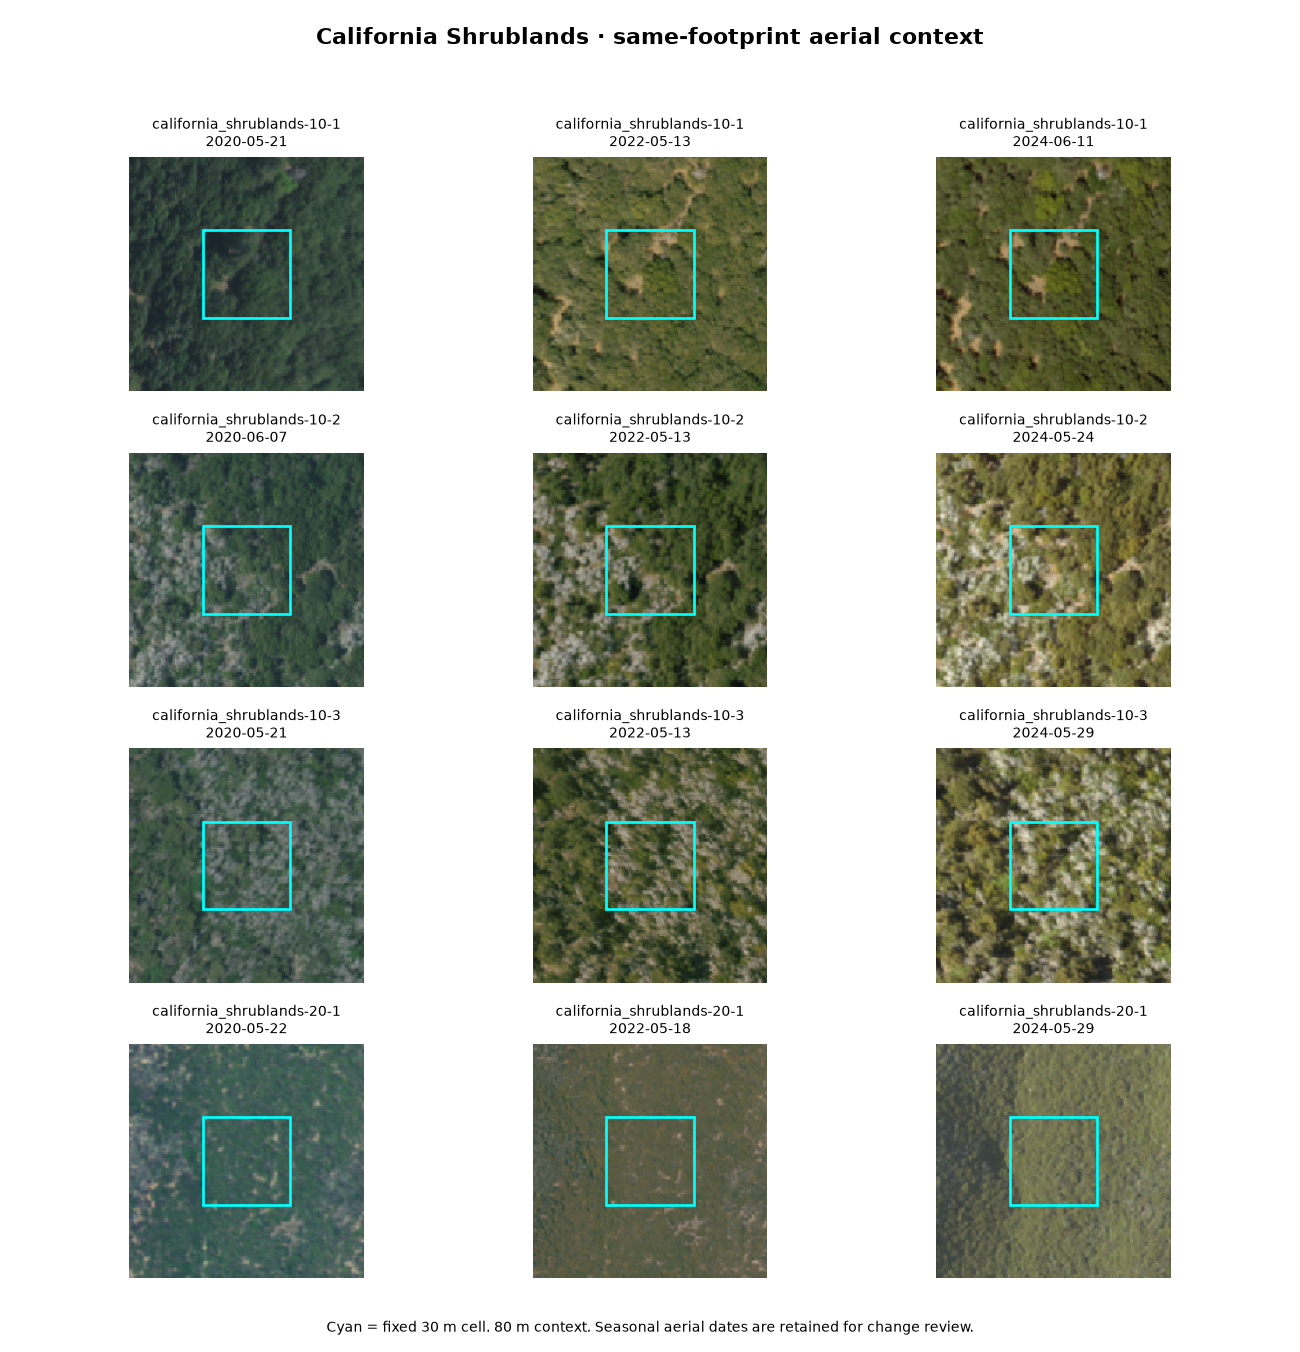 California Shrublands · same-footprint aerial context
california_shrublands-10-1
2020-05-21
california_shrublands-10-1
2022-05-13
california_shrublands-10-1
2024-06-11
california_shrublands-10-2
2020-06-07
california_shrublands-10-2
2022-05-13
california_shrublands-10-2
2024-05-24
california_shrublands-10-3
2020-05-21
california_shrublands-10-3
2022-05-13
california_shrublands-10-3
2024-05-29
california_shrublands-20-1
2020-05-22
california_shrublands-20-1
2022-05-18
california_shrublands-20-1
2024-05-29
Cyan = fixed 30 m cell. 80 m context. Seasonal aerial dates are retained for change review.